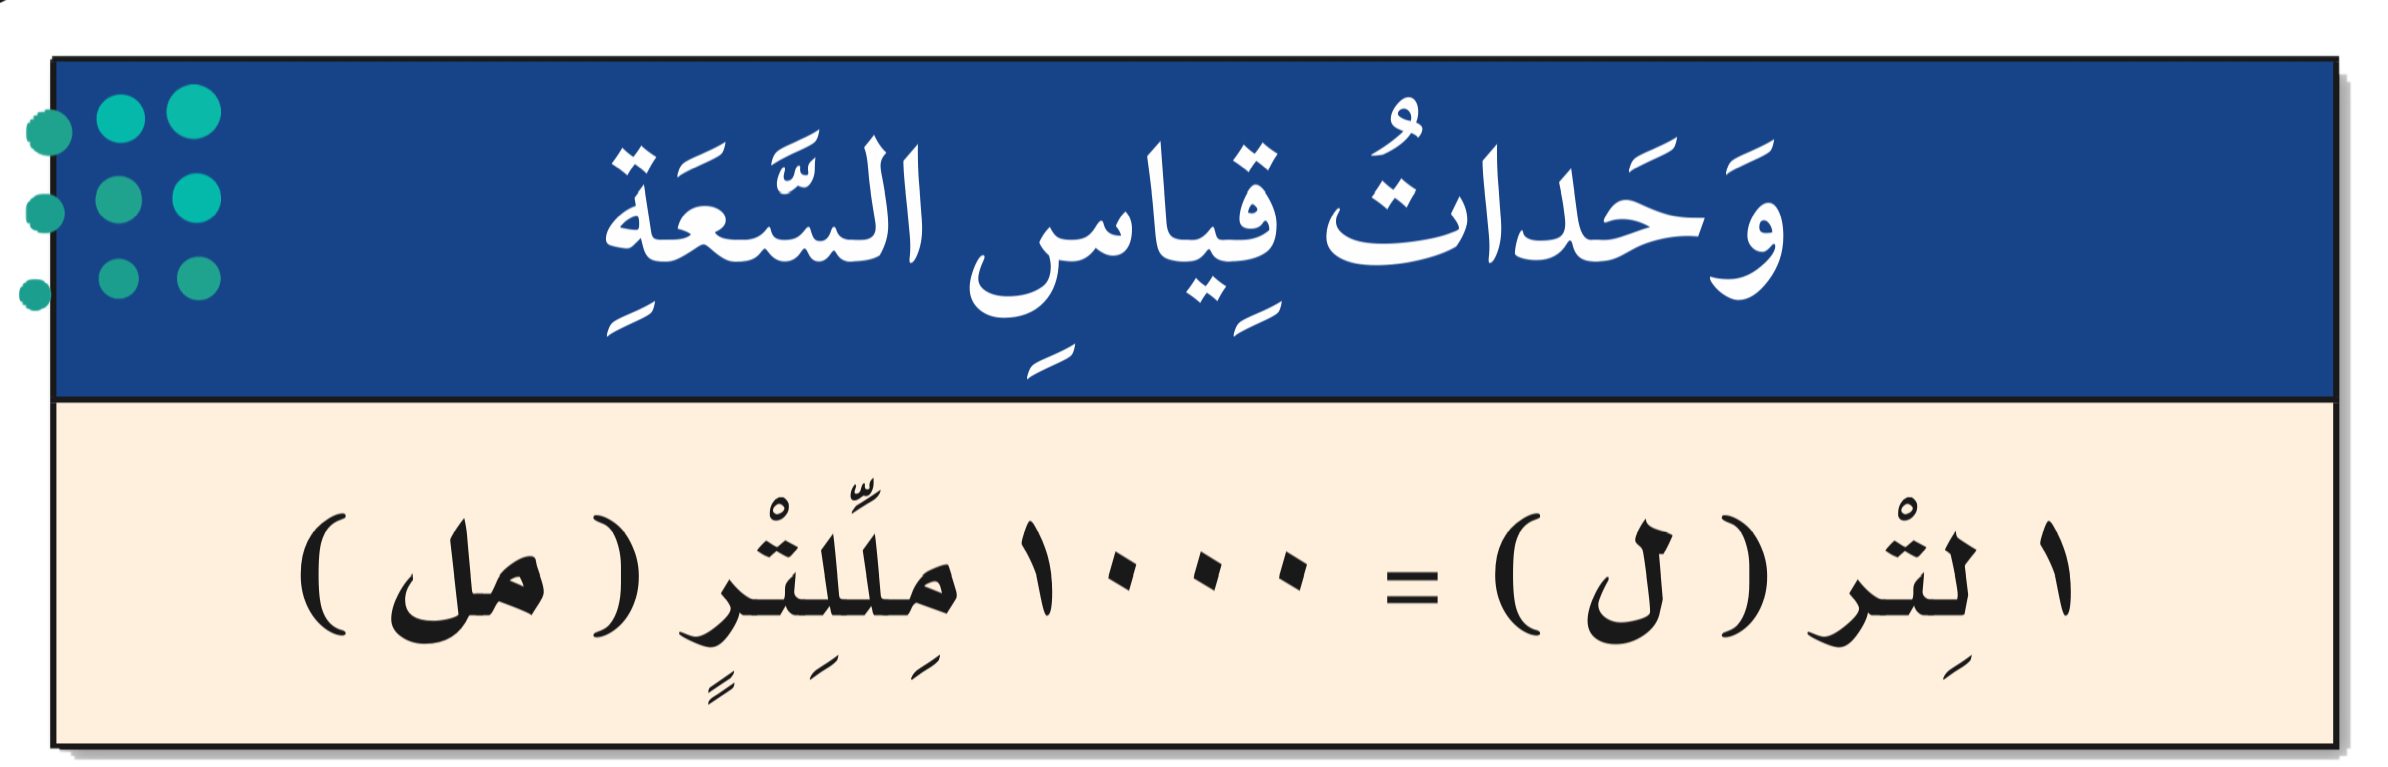 وَحَداتُ قِياسِ السَّعَةِ
١ لِتْر ( ل ) = ١٠٠٠ مِلِّلِتْرٍ ( مل )